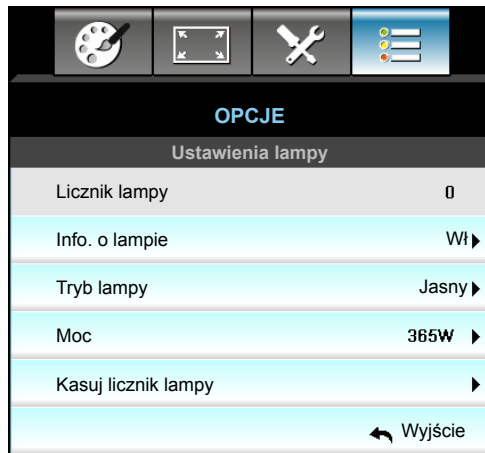 OPCJE
Ustawienia lampy
Licznik lampy 0
Info. o lampie Wł
Tryb lampy Jasny
Moc 365W
Kasuj licznik lampy
Wyjście